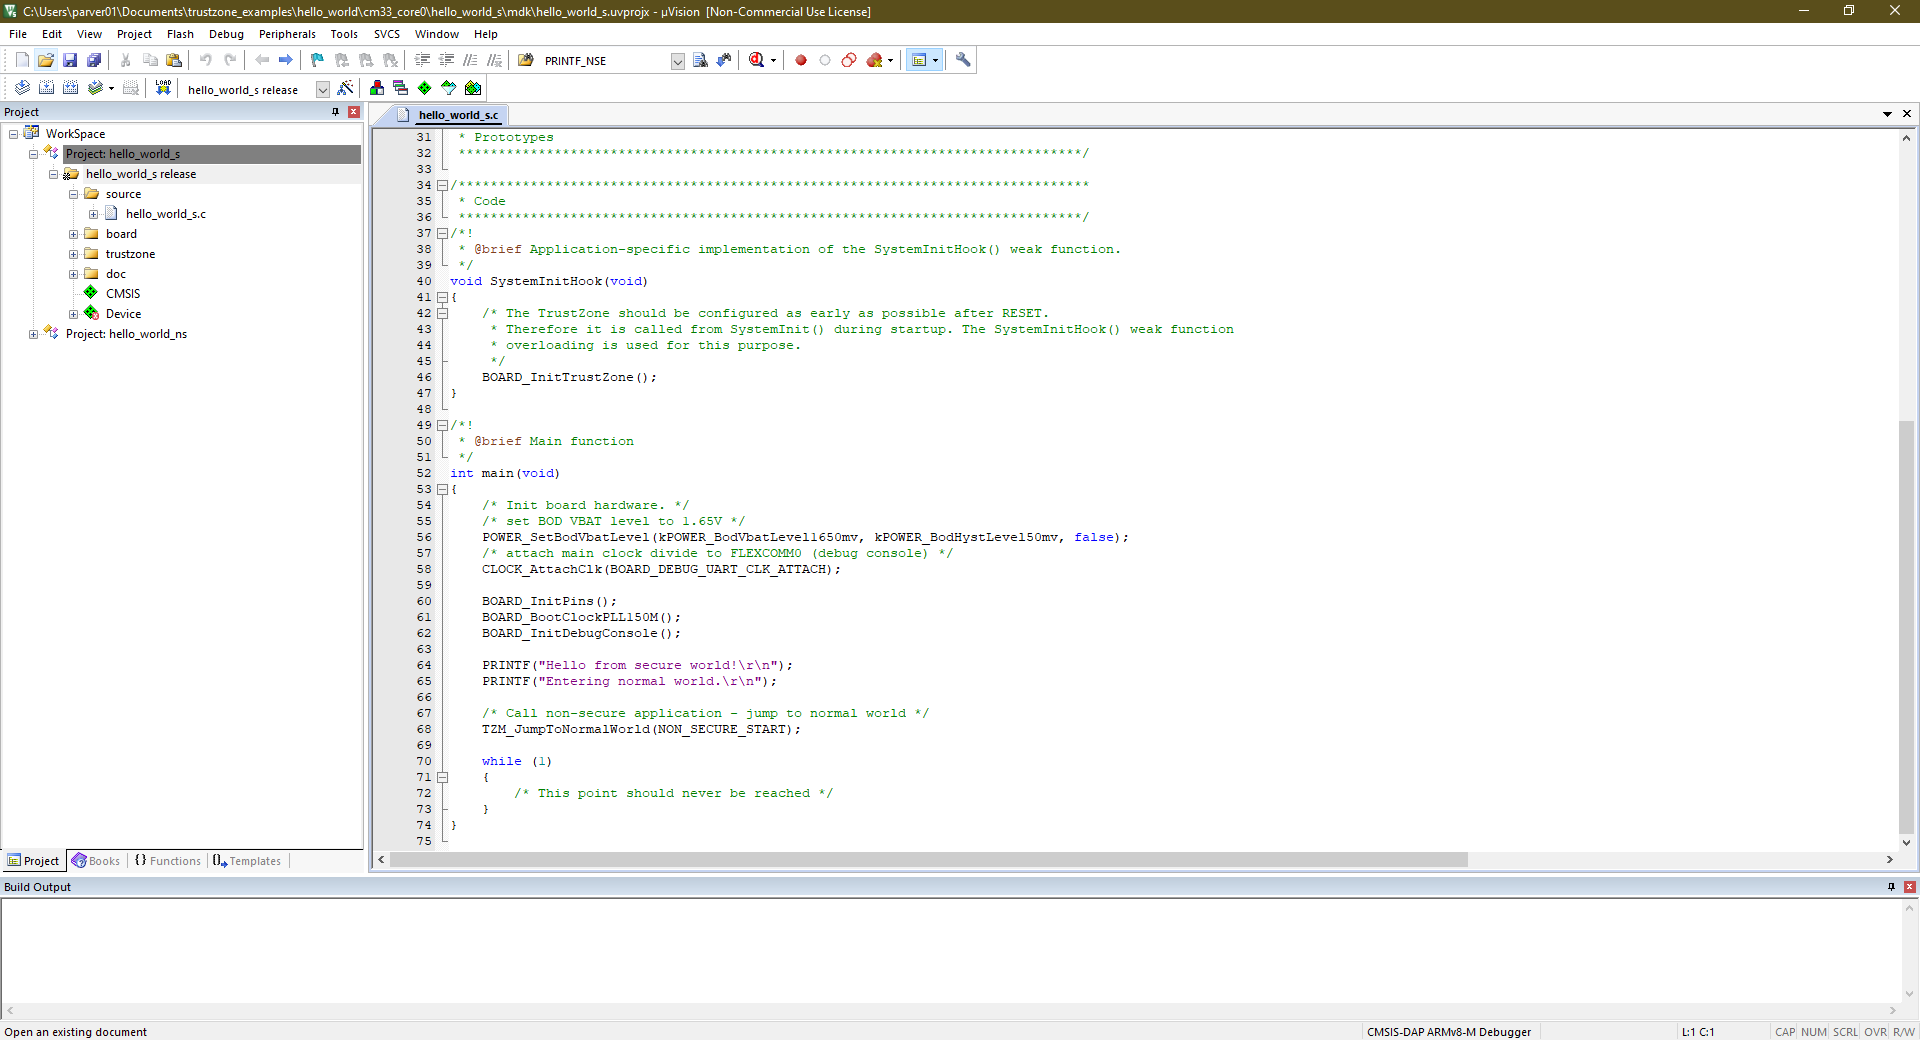 C:\Users\parver01\Documents\trustzone_examples\hello_world\cm33_core0\hello_world_s\mdk\hello_world_s.uvprojx - µVision [Non-Commercial Use License]
File Edit View Project Flash Debug Peripherals Tools SVCS Window Help
PRINTF_NSE
LOAD
hello_world_s release
Project
WorkSpace
Project: hello_world_s
hello_world_s release
source
hello_world_s.c
board
trustzone
doc
CMSIS
Device
Project: hello_world_ns
Project Books {} Functions Templates
hello_world_s.c
31 * Prototypes
32 ******************************************************************************/
33
34 /*******************************************************************************
35 * Code
36 ******************************************************************************/
37 /*!
38 * @brief Application-specific implementation of the SystemInitHook() weak function.
39 */
40 void SystemInitHook(void)
41 {
42 /* The TrustZone should be configured as early as possible after RESET.
43 * Therefore it is called from SystemInit() during startup. The SystemInitHook() weak function
44 * overloading is used for this purpose.
45 */
46 BOARD_InitTrustZone();
47 }
48
49 /*!
50 * @brief Main function
51 */
52 int main(void)
53 {
54 /* Init board hardware. */
55 /* set BOD VBAT level to 1.65V */
56 POWER_SetBodVbatLevel(kPOWER_BodVbatLevel1650mv, kPOWER_BodHystLevel50mv, false);
57 /* attach main clock divide to FLEXCOMM0 (debug console) */
58 CLOCK_AttachClk(BOARD_DEBUG_UART_CLK_ATTACH);
59
60 BOARD_InitPins();
61 BOARD_BootClockPLL150M();
62 BOARD_InitDebugConsole();
63
64 PRINTF("Hello from secure world!\r\n");
65 PRINTF("Entering normal world.\r\n");
66
67 /* Call non-secure application - jump to normal world */
68 TZM_JumpToNormalWorld(NON_SECURE_START);
69
70 while (1)
71 {
72 /* This point should never be reached */
73 }
74 }
75
Build Output
Open an existing document
CMSIS-DAP ARMv8-M Debugger
L:1 C:1
CAP NUM SCRL OVR R/W